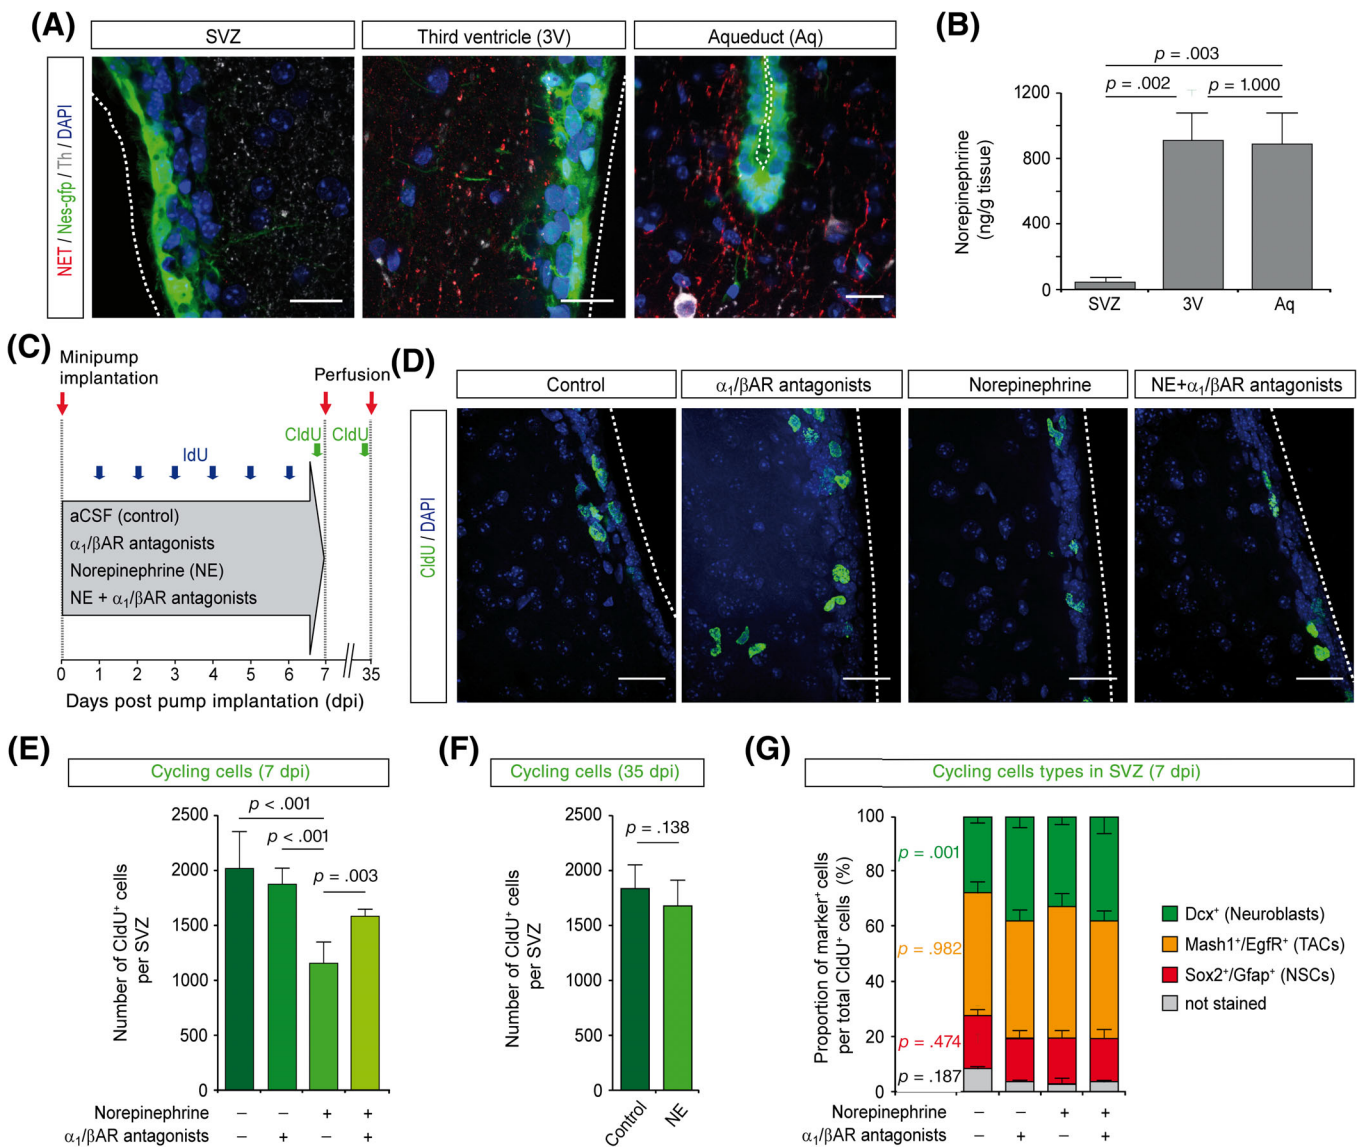 (A)
SVZ
Third ventricle (3V)
Aqueduct (Aq)
NET / Nes-gfp / Th / DAPI
(B)
p = .003
p = .002
p = 1.000
Norepinephrine
(ng/g tissue)
1200
800
400
0
SVZ
3V
Aq
(C)
Minipump
implantation
Perfusion
CldU
CldU
IdU
aCSF (control)
α₁/βAR antagonists
Norepinephrine (NE)
NE + α₁/βAR antagonists
0 1 2 3 4 5 6 7 35
Days post pump implantation (dpi)
(D)
Control
α₁/βAR antagonists
Norepinephrine
NE+α₁/βAR antagonists
CldU / DAPI
(E)
Cycling cells (7 dpi)
Number of CldU⁺ cells
per SVZ
2500
2000
1500
1000
500
0
p < .001
p < .001
p = .003
Norepinephrine − − + +
α₁/βAR antagonists − + − +
(F)
Cycling cells (35 dpi)
Number of CldU⁺ cells
per SVZ
2500
2000
1500
1000
500
0
p = .138
Control
NE
(G)
Cycling cells types in SVZ (7 dpi)
Proportion of marker⁺ cells
per total CldU⁺ cells (%)
100
80
60
40
20
0
p = .001
p = .982
p = .474
p = .187
Norepinephrine − − + +
α₁/βAR antagonists − + − +
Dcx⁺ (Neuroblasts)
Mash1⁺/EgfR⁺ (TACs)
Sox2⁺/Gfap⁺ (NSCs)
not stained